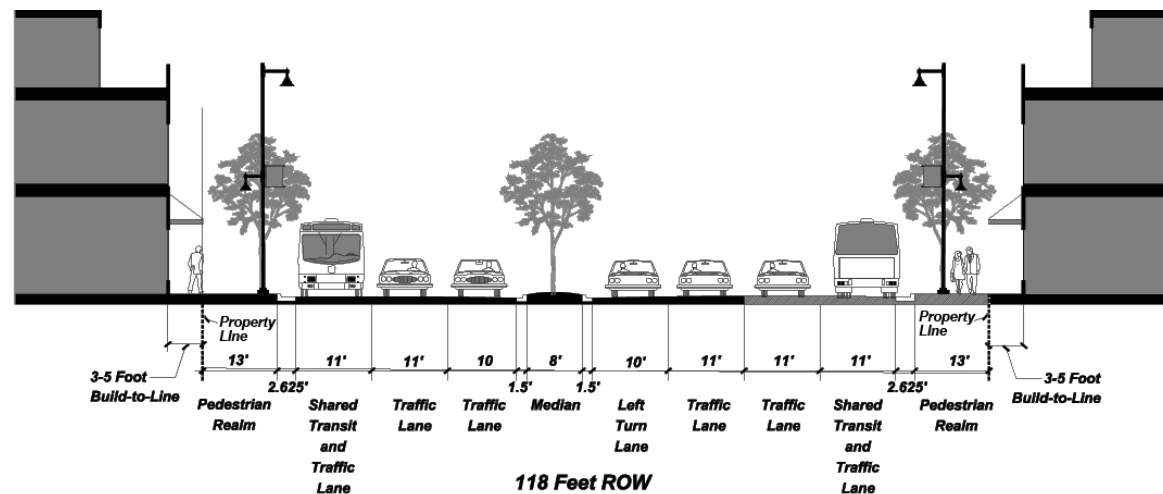 Property
LIne
Property
LIne
13'
11'
11'
10
8'
10'
11'
11'
11'
13'
2.625'
1.5'
1.5'
2.625'
3-5 Foot
Build-to-Line
3-5 Foot
Build-to-Line
Pedestrian
Realm
Shared
Transit
and
Traffic
Lane
Traffic
Lane
Traffic
Lane
Median
Left
Turn
Lane
Traffic
Lane
Traffic
Lane
Shared
Transit
and
Traffic
Lane
Pedestrian
Realm
118 Feet ROW